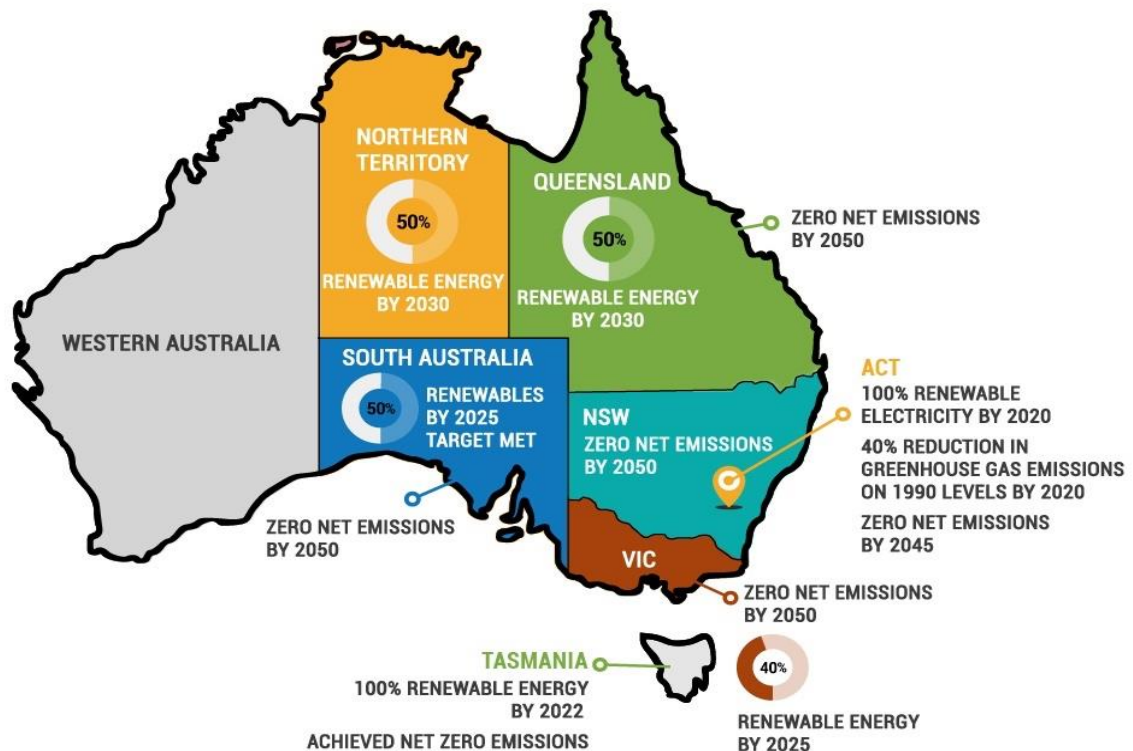 NORTHERN
TERRITORY
50%
RENEWABLE ENERGY
BY 2030
QUEENSLAND
50%
RENEWABLE ENERGY
BY 2030
ZERO NET EMISSIONS
BY 2050
WESTERN AUSTRALIA
SOUTH AUSTRALIA
50%
RENEWABLES
BY 2025
TARGET MET
ZERO NET EMISSIONS
BY 2050
NSW
ZERO NET EMISSIONS
BY 2050
ACT
100% RENEWABLE
ELECTRICITY BY 2020
40% REDUCTION IN
GREENHOUSE GAS EMISSIONS
ON 1990 LEVELS BY 2020
ZERO NET EMISSIONS
BY 2045
VIC
ZERO NET EMISSIONS
BY 2050
40%
RENEWABLE ENERGY
BY 2025
TASMANIA
100% RENEWABLE ENERGY
BY 2022
ACHIEVED NET ZERO EMISSIONS